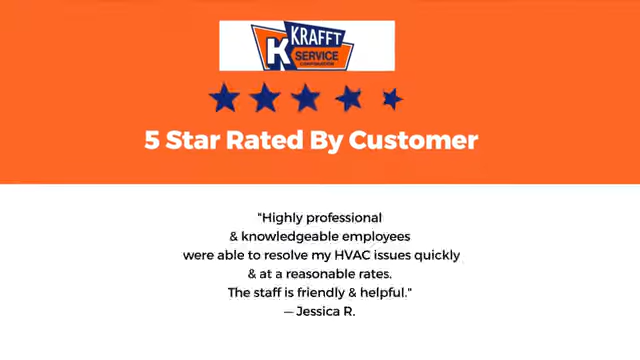 KRAFFT
K
SERVICE
CORPORATION
5 Star Rated By Customer
"Highly professional
& knowledgeable employees
were able to resolve my HVAC issues quickly
& at a reasonable rates.
The staff is friendly & helpful."
— Jessica R.